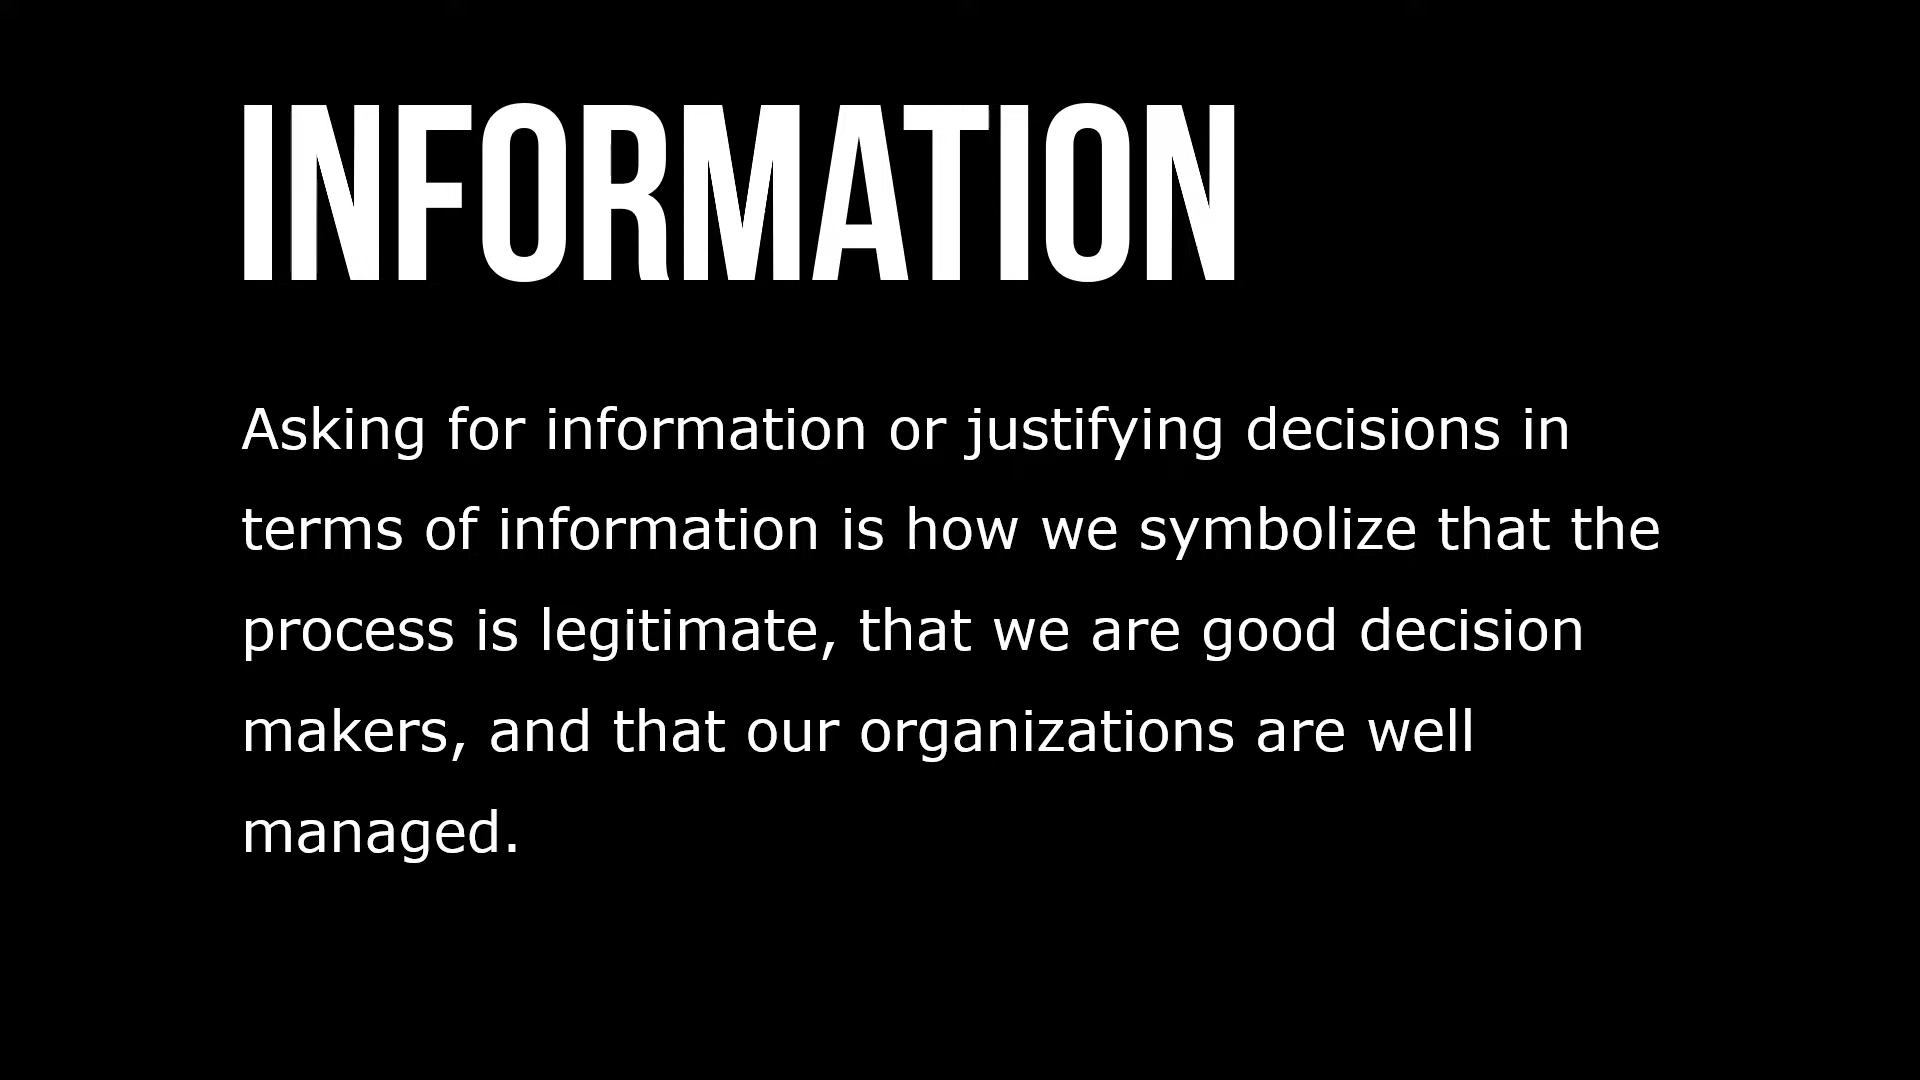 INFORMATION
Asking for information or justifying decisions in
terms of information is how we symbolize that the
process is legitimate, that we are good decision
makers, and that our organizations are well
managed.